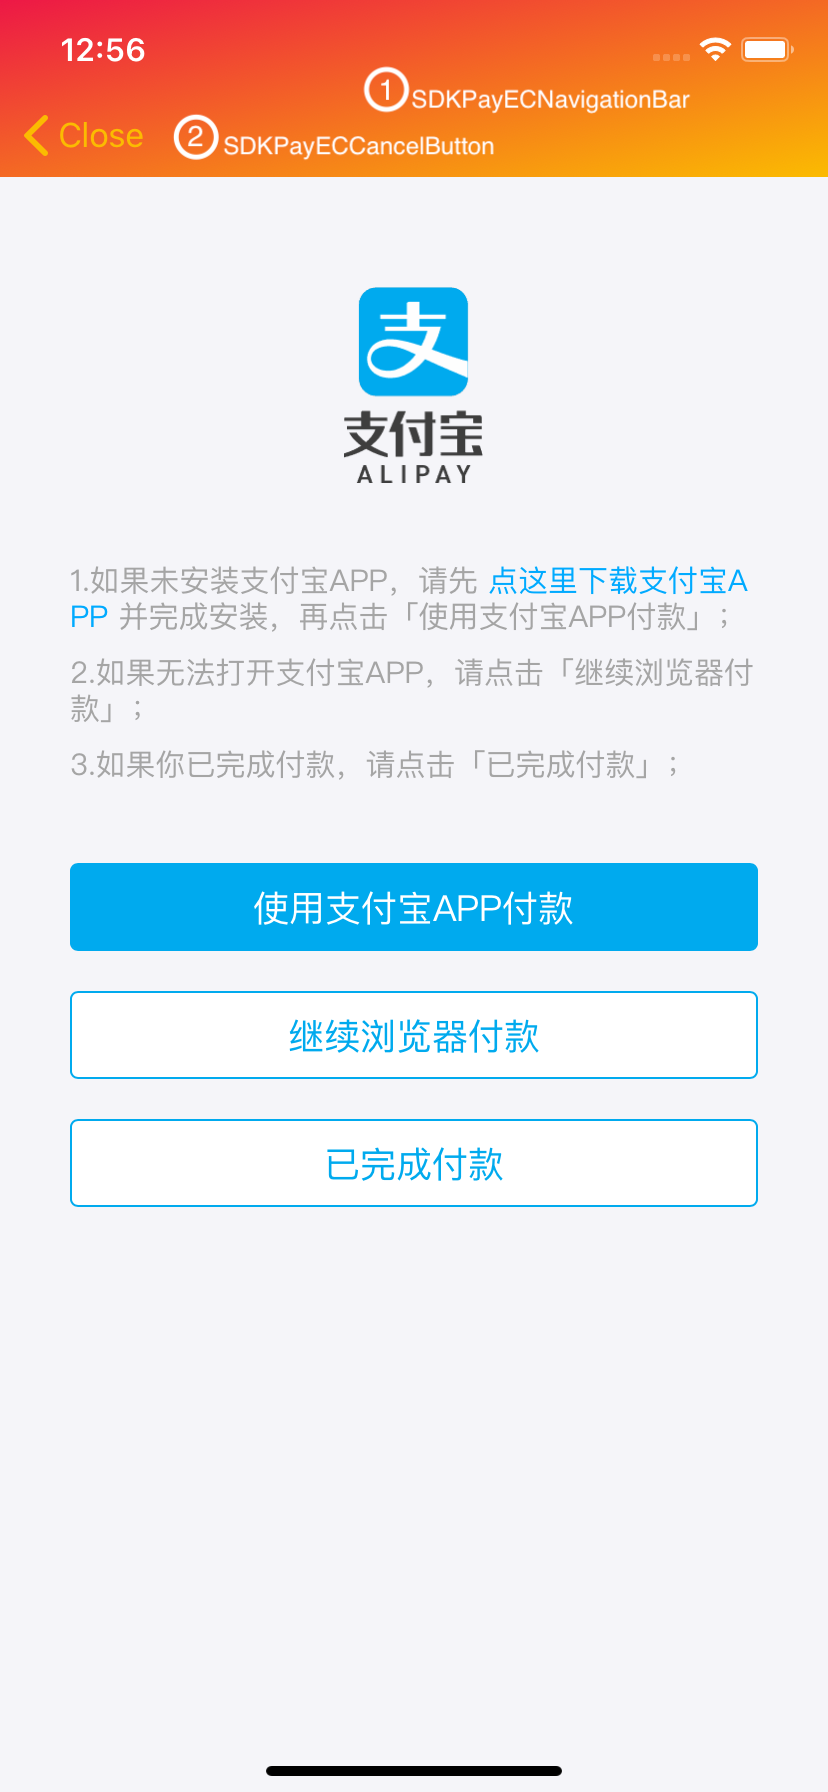 12:56
① SDKPayECNavigationBar
Close ② SDKPayECCancelButton
支
支付宝
ALIPAY
1.如果未安装支付宝APP，请先 点这里下载支付宝A
PP 并完成安装，再点击「使用支付宝APP付款」；
2.如果无法打开支付宝APP，请点击「继续浏览器付
款」；
3.如果你已完成付款，请点击「已完成付款」；
使用支付宝APP付款
继续浏览器付款
已完成付款